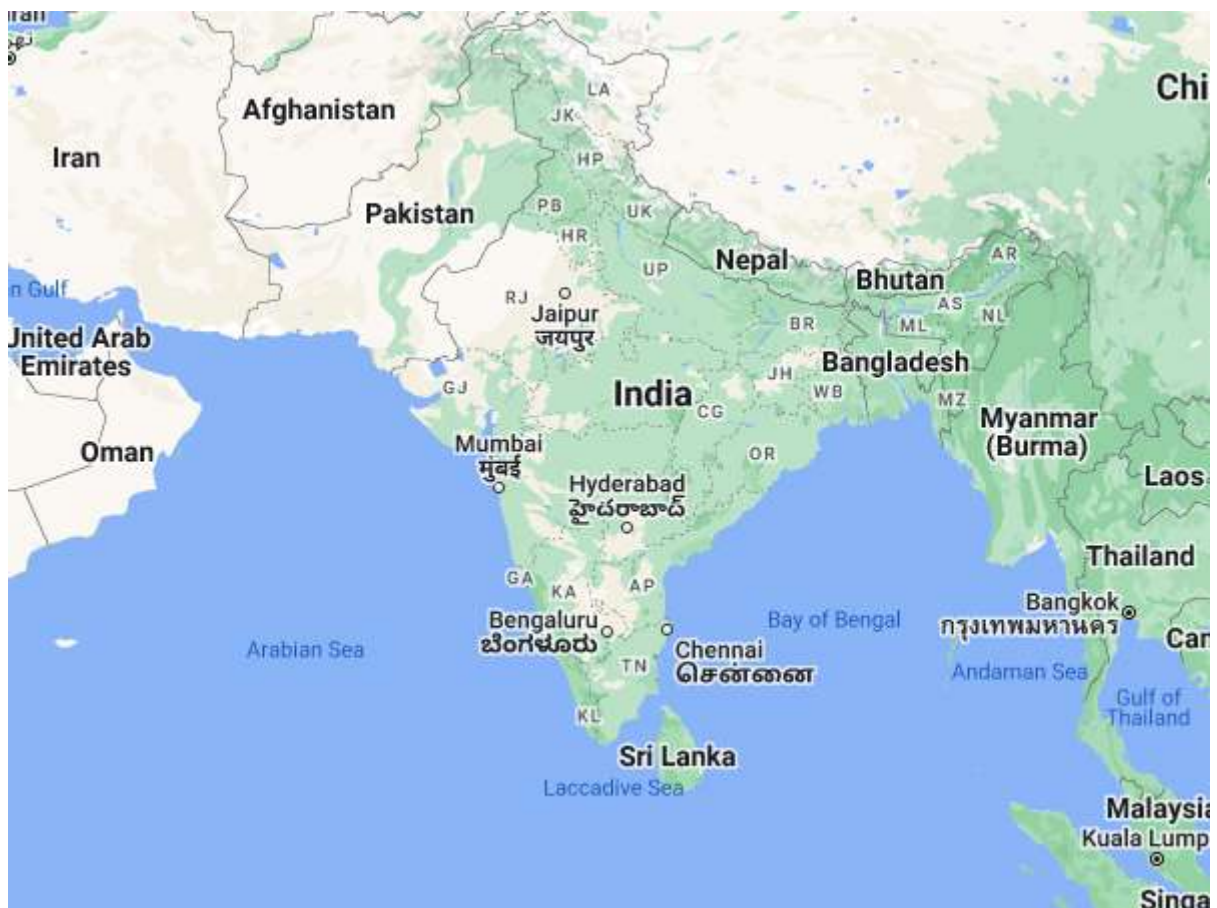 Iran
LA
Chi
Afghanistan
JK
Iran
HP
Pakistan
PB
UK
HR
Nepal
UP
AR
Bhutan
n Gulf
RJ
AS
NL
Jaipur
जयपुर
BR
ML
United Arab
Emirates
Bangladesh
GJ
JH
India
WB
MZ
CG
Myanmar
(Burma)
Mumbai
मुंबई
Oman
OR
Laos
Hyderabad
హైదరాబాద్
Thailand
GA
KA
AP
Bangkok
กรุงเทพมหานคร
Bengaluru
ಬೆಂಗಳೂರು
Bay of Bengal
Arabian Sea
Chennai
சென்னை
Can
TN
Andaman Sea
Gulf of
Thailand
KL
Sri Lanka
Laccadive Sea
Malaysia
Kuala Lump
Singa